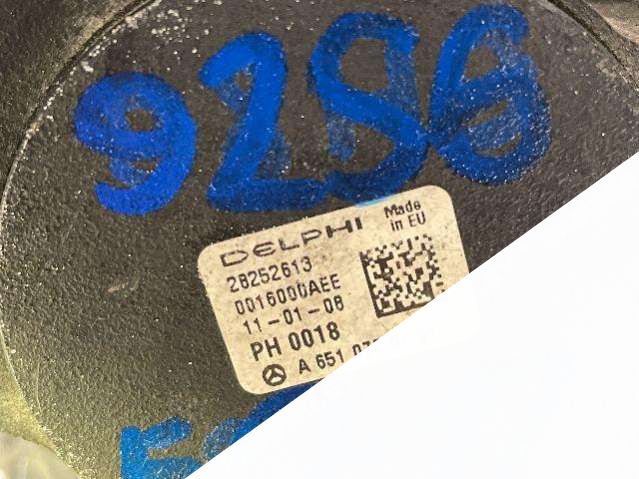 9286
DELPHI Made
in EU
28252613
0016000AEE
11-01-08
PH 0018
A 651